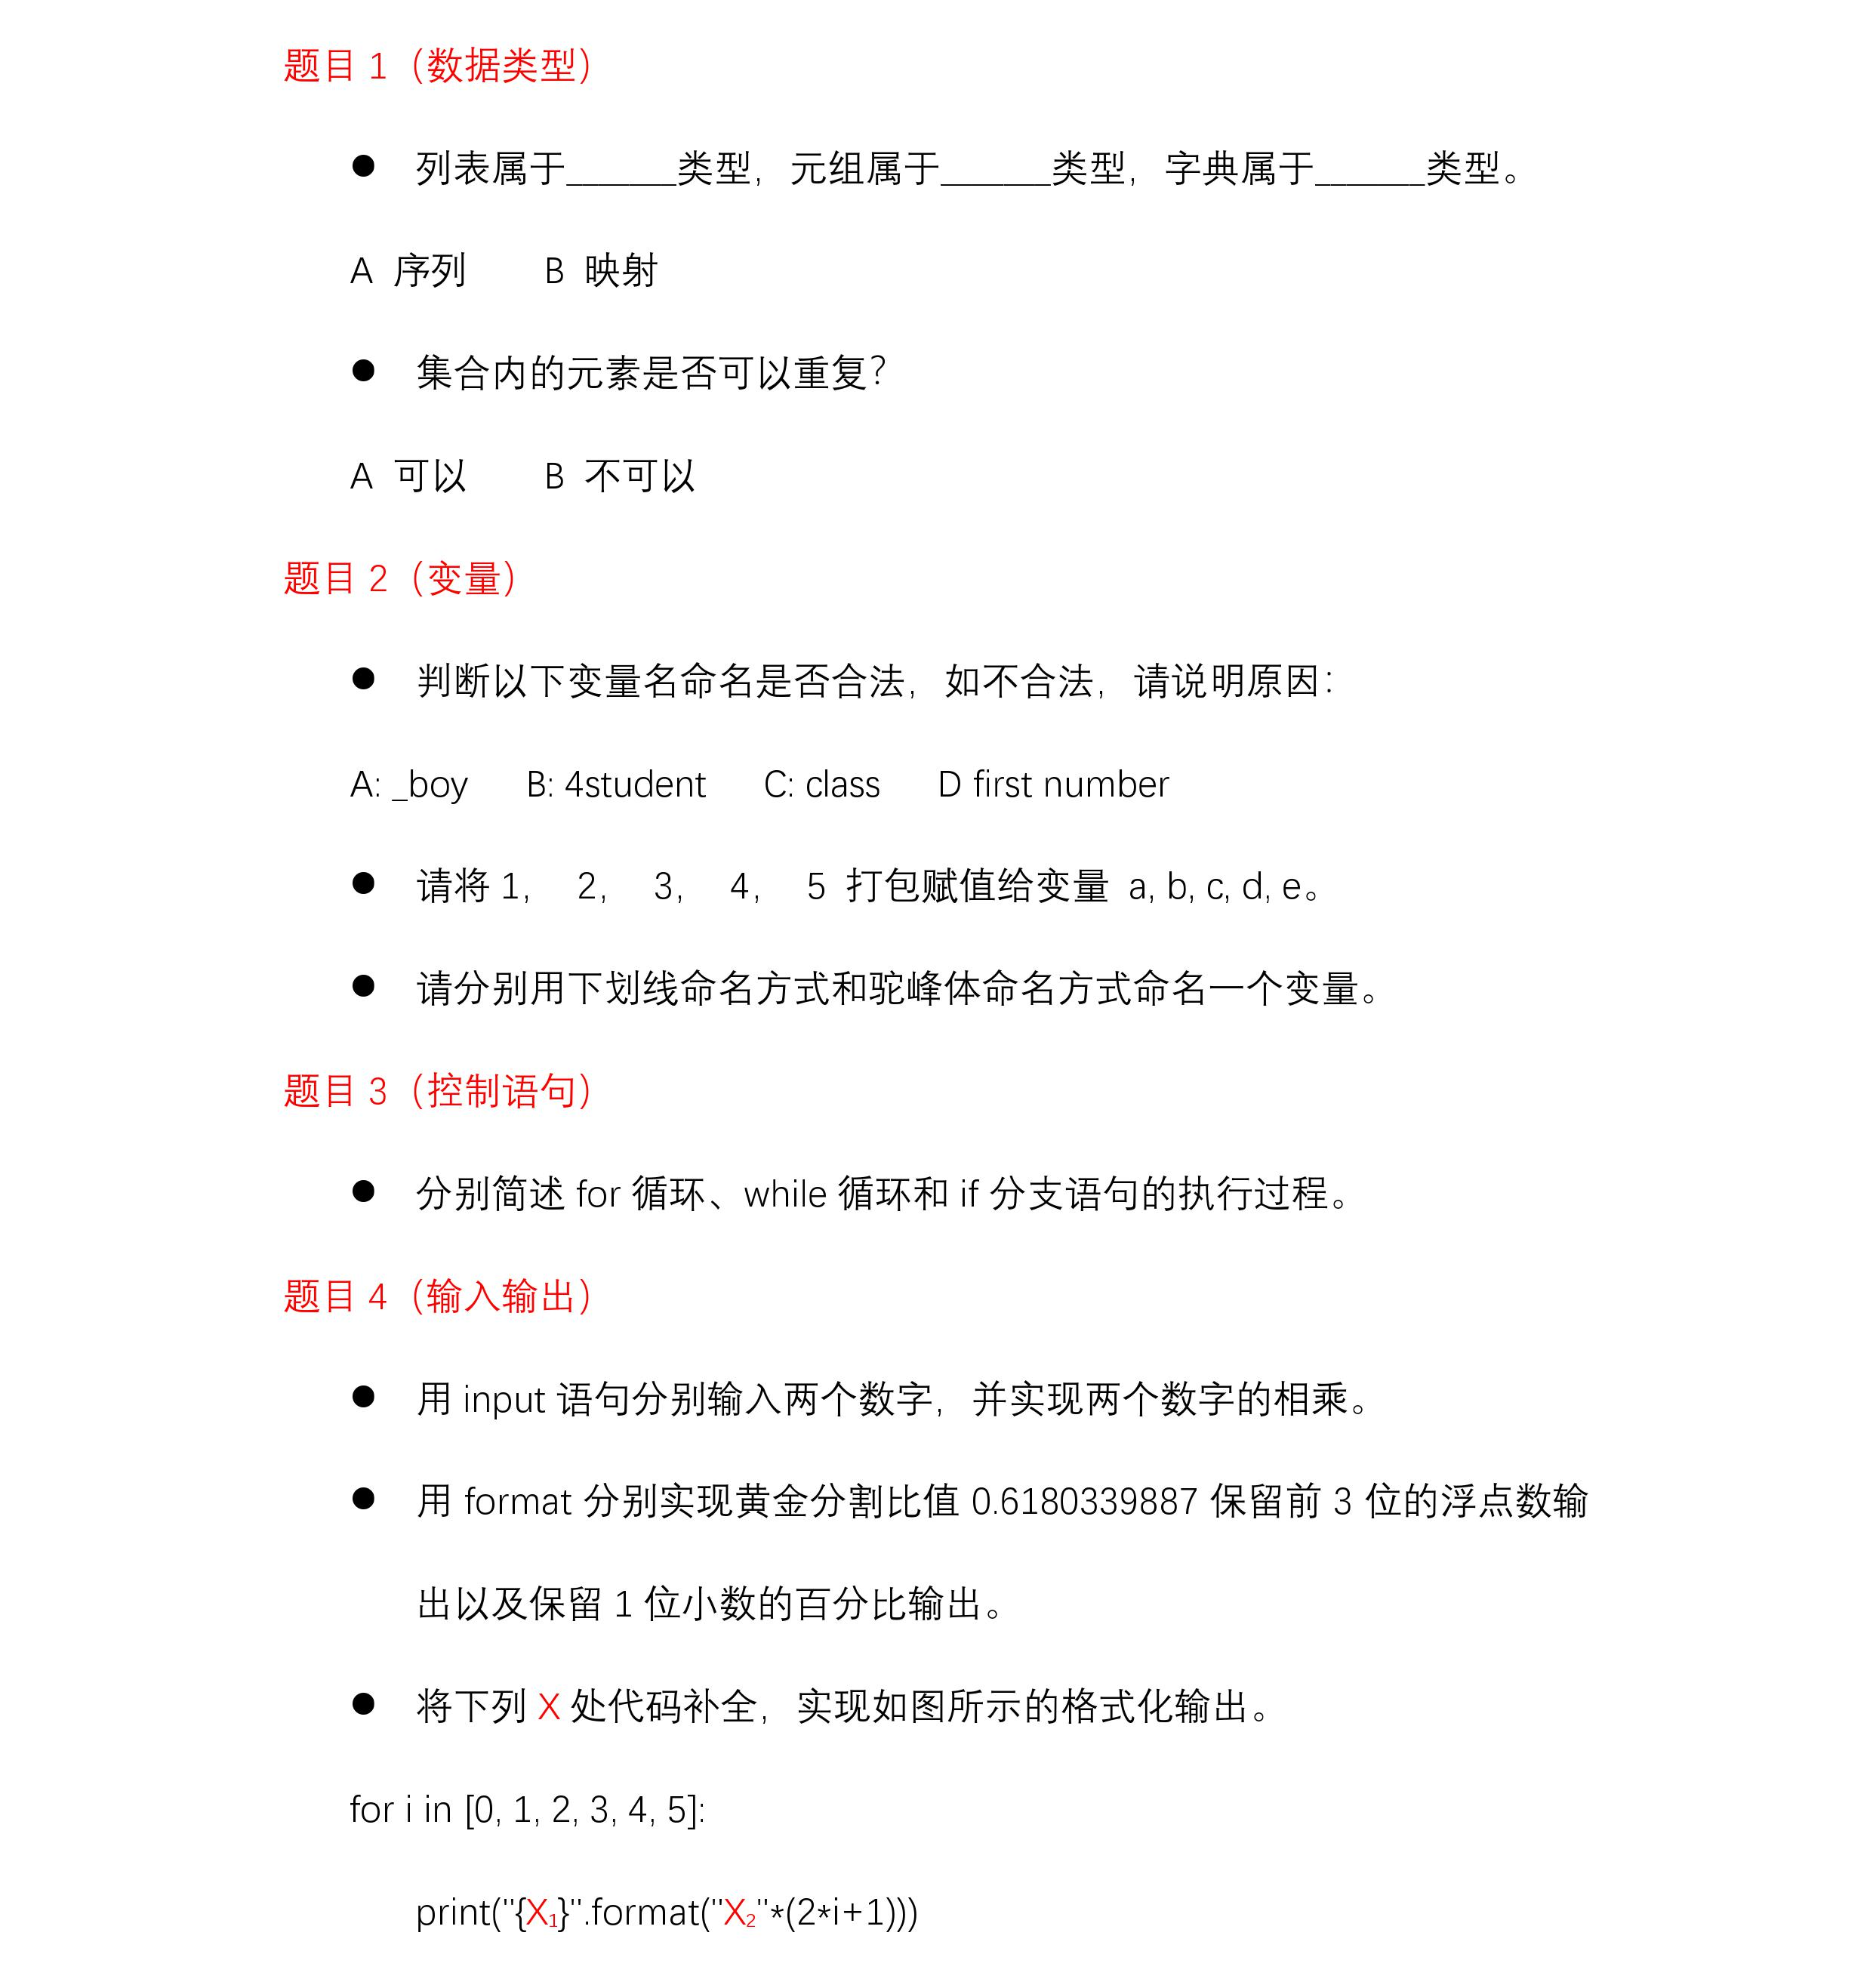 题目 1（数据类型）
● 列表属于______类型，元组属于______类型，字典属于______类型。
A 序列 B 映射
● 集合内的元素是否可以重复？
A 可以 B 不可以
题目 2（变量）
● 判断以下变量名命名是否合法，如不合法，请说明原因：
A: _boy B: 4student C: class D first number
● 请将 1， 2， 3， 4， 5 打包赋值给变量 a, b, c, d, e。
● 请分别用下划线命名方式和驼峰体命名方式命名一个变量。
题目 3（控制语句）
● 分别简述 for 循环、while 循环和 if 分支语句的执行过程。
题目 4（输入输出）
● 用 input 语句分别输入两个数字，并实现两个数字的相乘。
● 用 format 分别实现黄金分割比值 0.6180339887 保留前 3 位的浮点数输
出以及保留 1 位小数的百分比输出。
● 将下列 X 处代码补全，实现如图所示的格式化输出。
for i in [0, 1, 2, 3, 4, 5]:
print("{X₁}".format("X₂"*(2*i+1)))